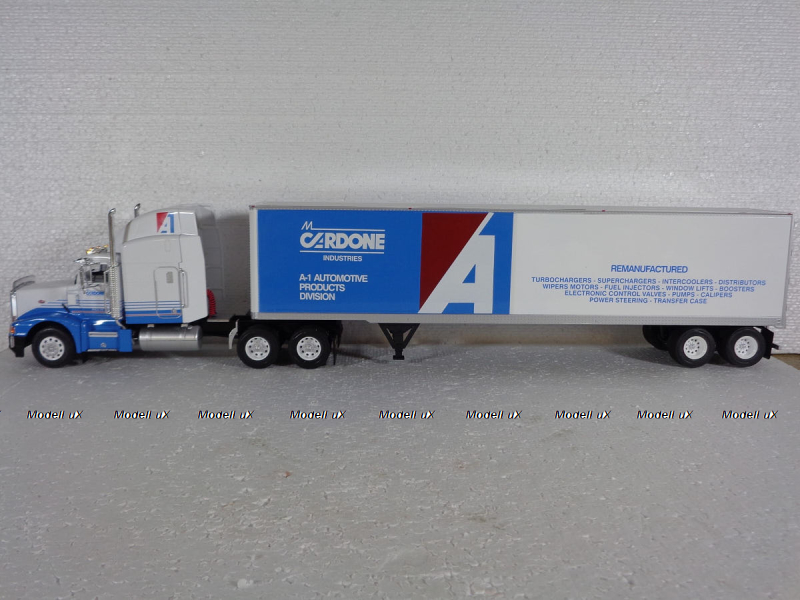 A1
M
CARDONE
INDUSTRIES
A-1 AUTOMOTIVE
PRODUCTS
DIVISION
A1
REMANUFACTURED
TURBOCHARGERS - SUPERCHARGERS - INTERCOOLERS - DISTRIBUTORS
WIPERS MOTORS - FUEL INJECTORS - WINDOW LIFTS - BOOSTERS
ELECTRONIC CONTROL VALVES - PUMPS - CALIPERS
POWER STEERING - TRANSFER CASE
Modell uX Modell uX Modell uX Modell uX Modell uX Modell uX Modell uX Modell uX Modell uX